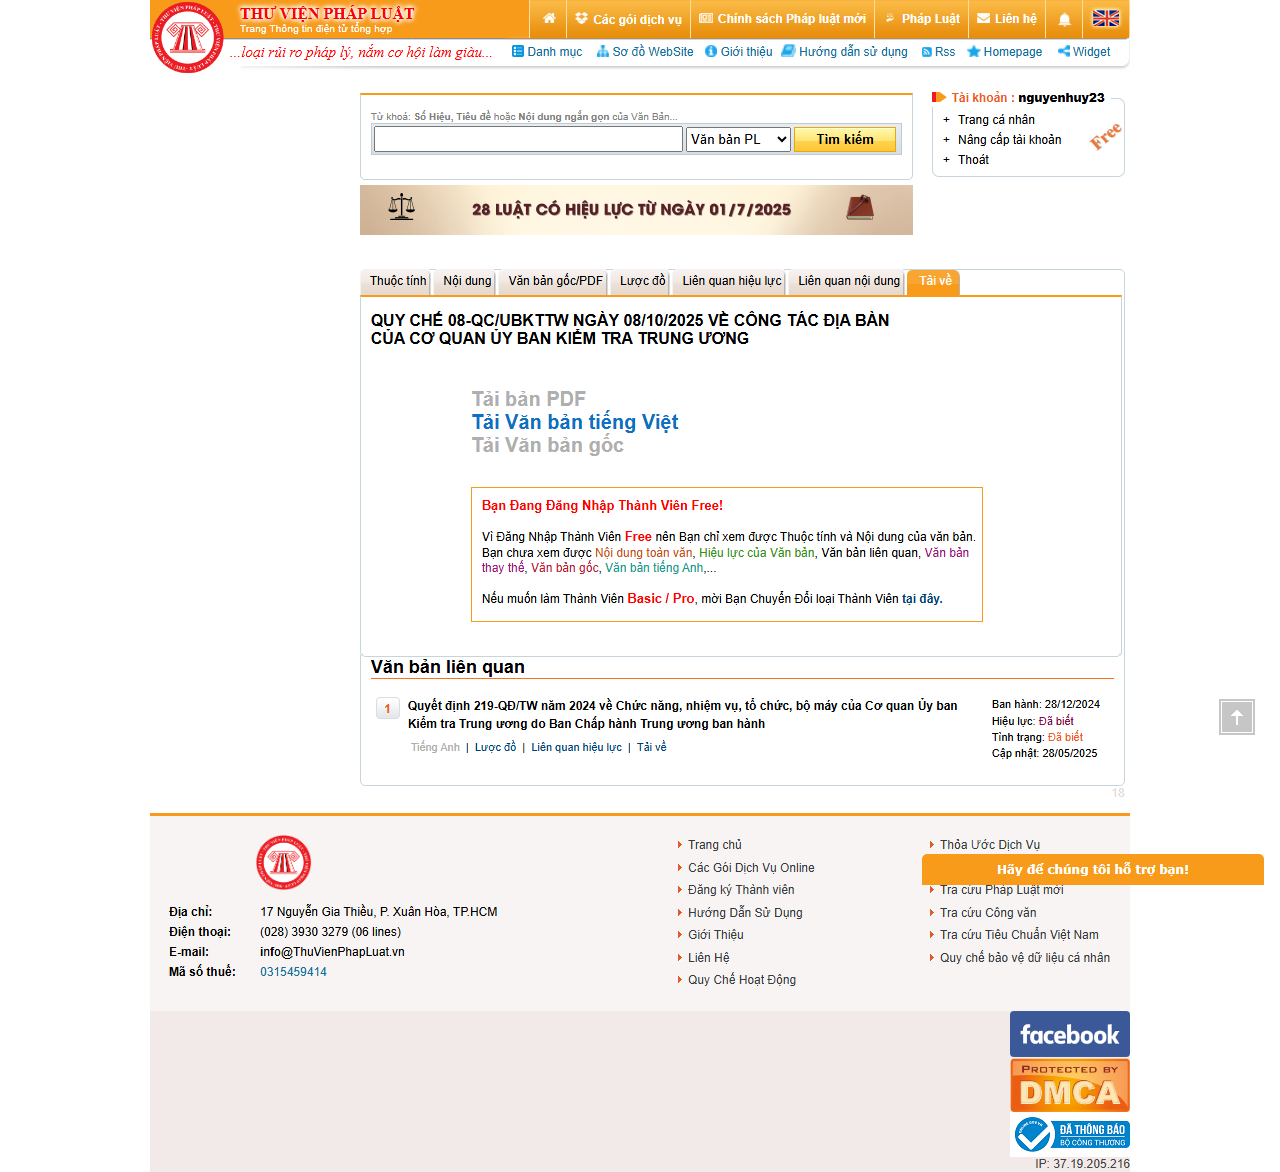 THƯ VIỆN PHÁP LUẬT
Trang Thông tin điện tử tổng hợp
Các gói dịch vụ
Chính sách Pháp luật mới
Pháp Luật
Liên hệ
...loại rủi ro pháp lý, nắm cơ hội làm giàu...
Danh mục
Sơ đồ WebSite
Giới thiệu
Hướng dẫn sử dụng
Rss
Homepage
Widget
Từ khoá: Số Hiệu, Tiêu đề hoặc Nội dung ngắn gọn của Văn Bản...
Văn bản PL
Tìm kiếm
Tài khoản : nguyenhuy23
+ Trang cá nhân
+ Nâng cấp tài khoản
+ Thoát
Free
28 LUẬT CÓ HIỆU LỰC TỪ NGÀY 01/7/2025
Thuộc tính
Nội dung
Văn bản gốc/PDF
Lược đồ
Liên quan hiệu lực
Liên quan nội dung
Tải về
QUY CHẾ 08-QC/UBKTTW NGÀY 08/10/2025 VỀ CÔNG TÁC ĐỊA BÀN
CỦA CƠ QUAN ỦY BAN KIỂM TRA TRUNG ƯƠNG
Tải bản PDF
Tải Văn bản tiếng Việt
Tải Văn bản gốc
Bạn Đang Đăng Nhập Thành Viên Free!
Vì Đăng Nhập Thành Viên Free nên Bạn chỉ xem được Thuộc tính và Nội dung của văn bản.
Bạn chưa xem được Nội dung toàn văn, Hiệu lực của Văn bản, Văn bản liên quan, Văn bản
thay thế, Văn bản gốc, Văn bản tiếng Anh,...
Nếu muốn làm Thành Viên Basic / Pro, mời Bạn Chuyển Đổi loại Thành Viên tại đây.
Văn bản liên quan
1
Quyết định 219-QĐ/TW năm 2024 về Chức năng, nhiệm vụ, tổ chức, bộ máy của Cơ quan Ủy ban
Kiểm tra Trung ương do Ban Chấp hành Trung ương ban hành
Tiếng Anh | Lược đồ | Liên quan hiệu lực | Tải về
Ban hành: 28/12/2024
Hiệu lực: Đã biết
Tình trạng: Đã biết
Cập nhật: 28/05/2025
18
Địa chỉ: 17 Nguyễn Gia Thiều, P. Xuân Hòa, TP.HCM
Điện thoại: (028) 3930 3279 (06 lines)
E-mail: info@ThuVienPhapLuat.vn
Mã số thuế: 0315459414
Trang chủ
Các Gói Dịch Vụ Online
Đăng ký Thành viên
Hướng Dẫn Sử Dụng
Giới Thiệu
Liên Hệ
Quy Chế Hoạt Động
Thỏa Ước Dịch Vụ
Hãy để chúng tôi hỗ trợ bạn!
Tra cứu Pháp Luật mới
Tra cứu Công văn
Tra cứu Tiêu Chuẩn Việt Nam
Quy chế bảo vệ dữ liệu cá nhân
facebook
PROTECTED BY
DMCA
ĐÃ THÔNG BÁO
BỘ CÔNG THƯƠNG
IP: 37.19.205.216